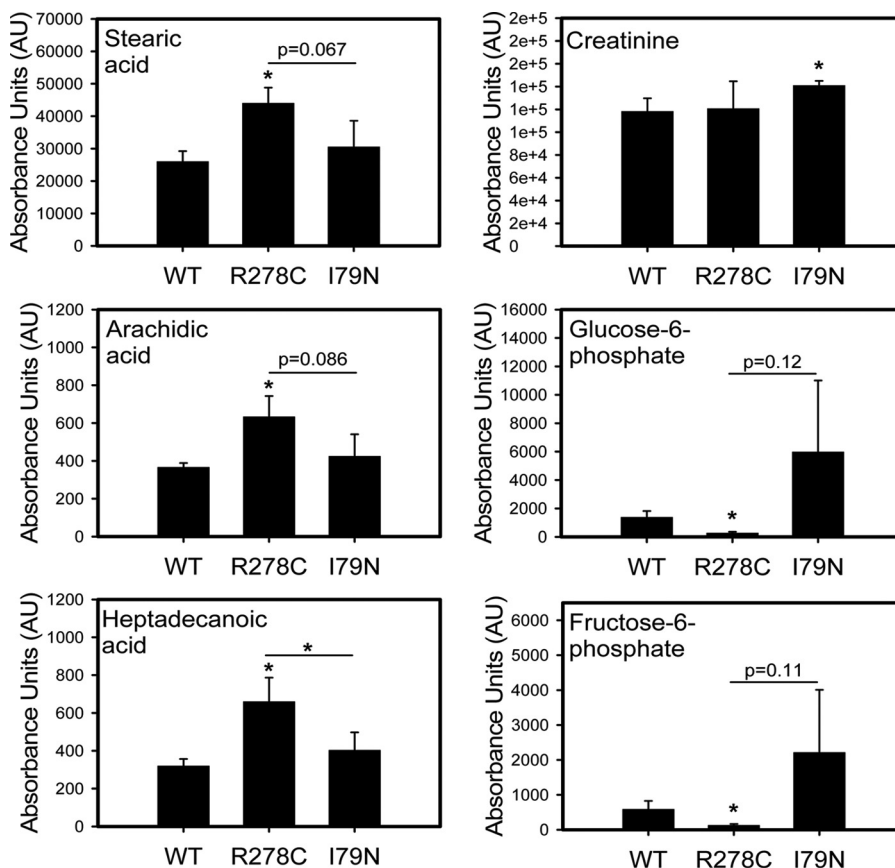 Absorbance Units (AU)
70000
60000
50000
40000
30000
20000
10000
0
Stearic
acid
p=0.067
*
WT R278C I79N
Absorbance Units (AU)
2e+5
2e+5
2e+5
1e+5
1e+5
1e+5
8e+4
6e+4
4e+4
2e+4
0
Creatinine
*
WT R278C I79N
Absorbance Units (AU)
1200
1000
800
600
400
200
0
Arachidic
acid
p=0.086
*
WT R278C I79N
Absorbance Units (AU)
16000
14000
12000
10000
8000
6000
4000
2000
0
Glucose-6-
phosphate
p=0.12
*
WT R278C I79N
Absorbance Units (AU)
1200
1000
800
600
400
200
0
Heptadecanoic
acid
*
*
WT R278C I79N
Absorbance Units (AU)
6000
5000
4000
3000
2000
1000
0
Fructose-6-
phosphate
p=0.11
*
WT R278C I79N